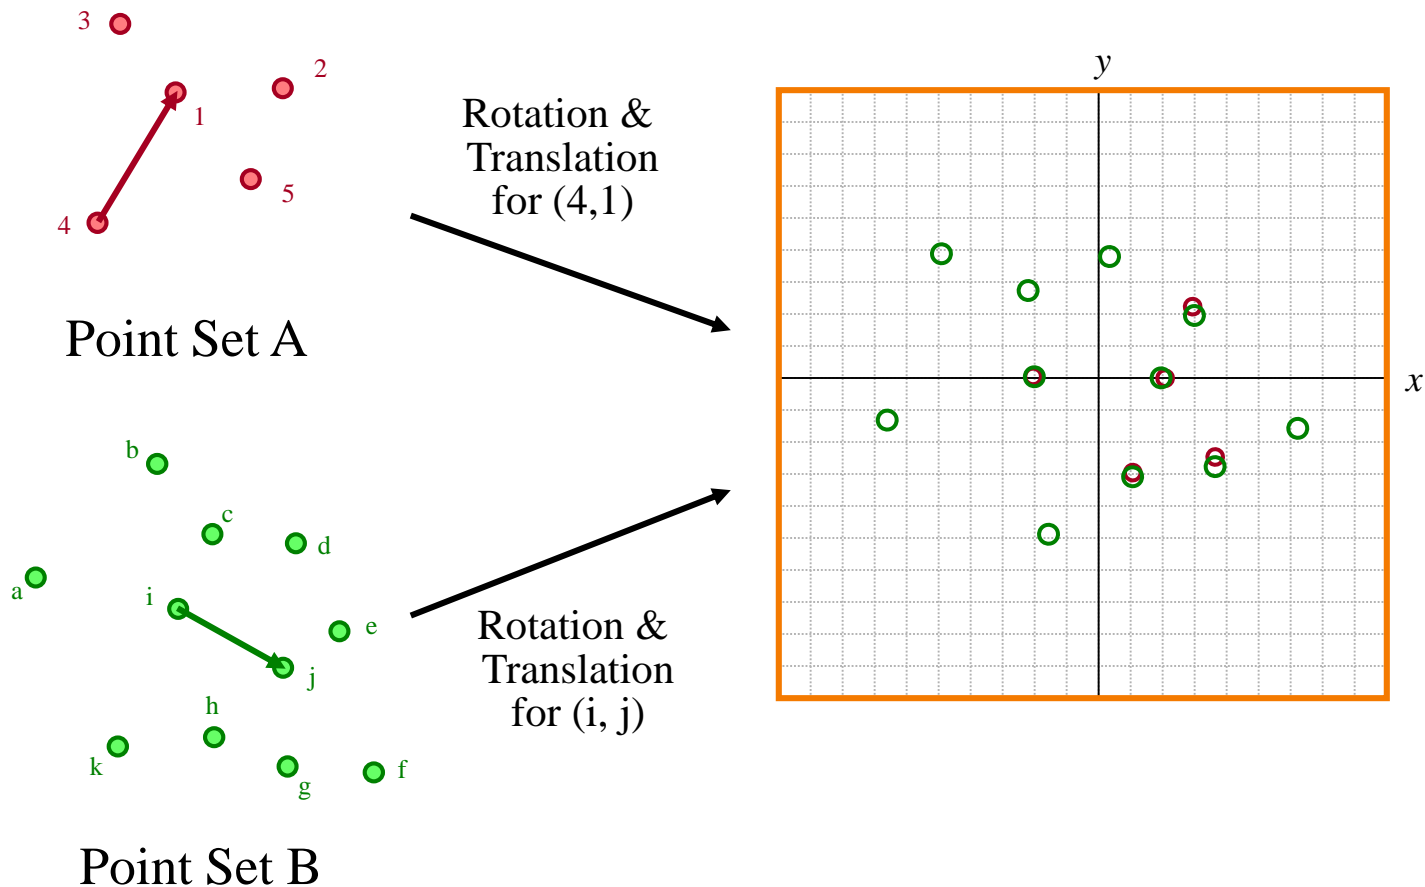 3
2
1
5
4
Point Set A
Rotation &
Translation
for (4,1)
y
x
b
c
d
a
i
e
j
h
k
g
f
Rotation &
Translation
for (i, j)
Point Set B